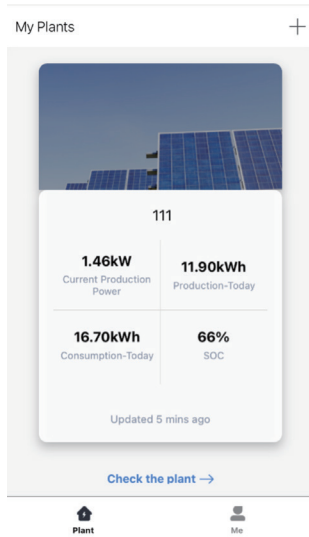 My Plants
111
1.46kW
Current Production
Power
11.90kWh
Production-Today
16.70kWh
Consumption-Today
66%
SOC
Updated 5 mins ago
Check the plant →
Plant
Me